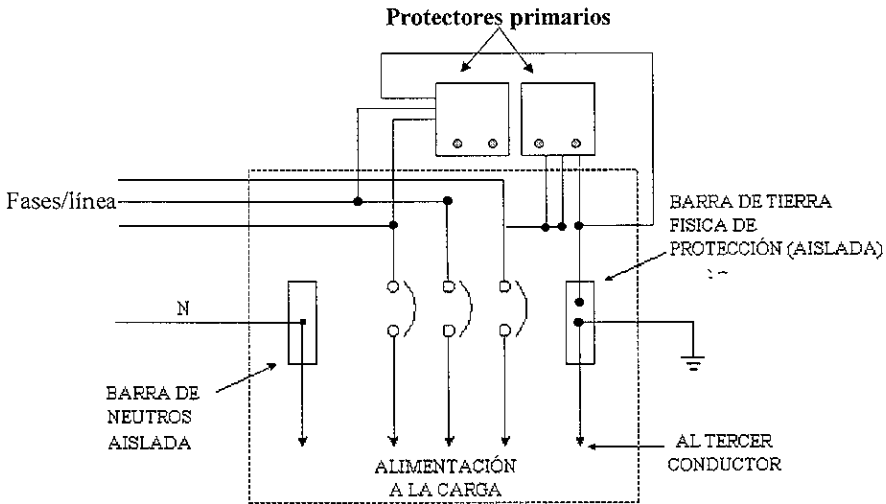 Protectores primarios
Fases/línea
BARRA DE TIERRA
FISICA DE
PROTECCIÓN (AISLADA)
N
BARRA DE
NEUTROS
AISLADA
ALIMENTACIÓN
A LA CARGA
AL TERCER
CONDUCTOR